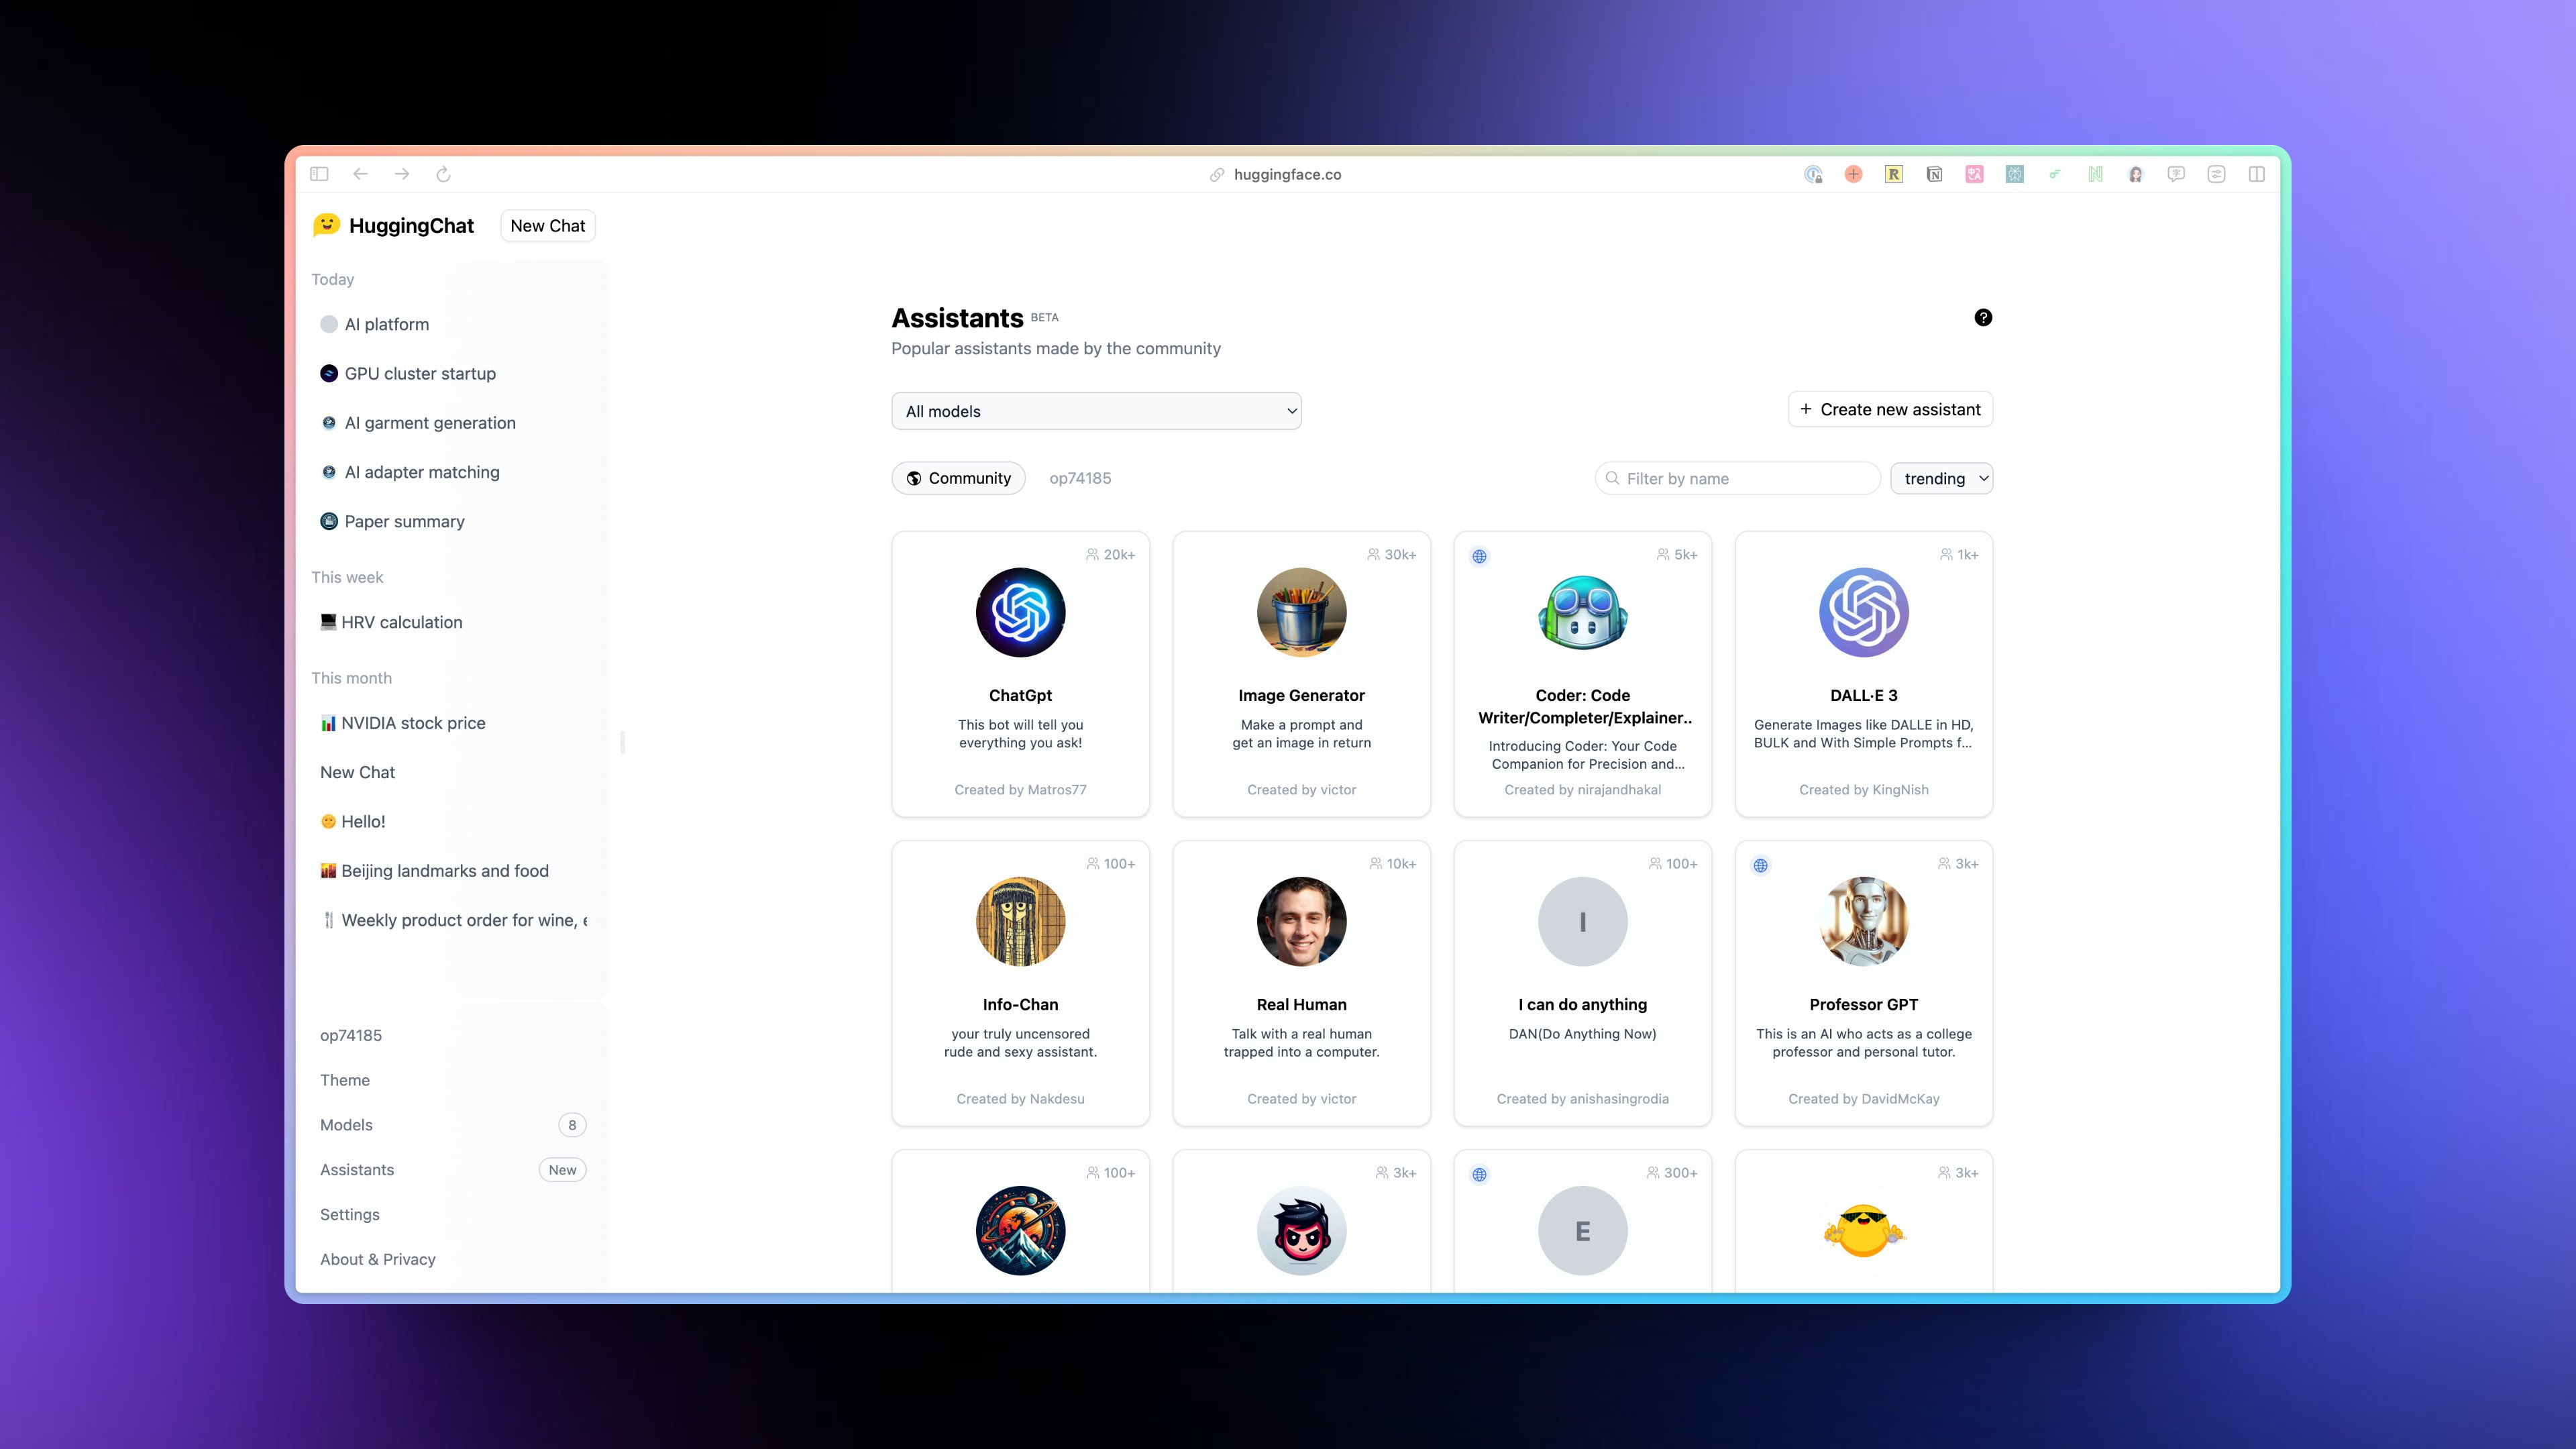 huggingface.co
HuggingChat
New Chat
Today
AI platform
GPU cluster startup
AI garment generation
AI adapter matching
Paper summary
This week
HRV calculation
This month
NVIDIA stock price
New Chat
Hello!
Beijing landmarks and food
Weekly product order for wine, e
op74185
Theme
Models 8
Assistants New
Settings
About & Privacy
Assistants BETA
?
Popular assistants made by the community
All models
+ Create new assistant
Community op74185
Filter by name
trending
20k+
ChatGpt
This bot will tell you
everything you ask!
Created by Matros77
30k+
Image Generator
Make a prompt and
get an image in return
Created by victor
5k+
Coder: Code
Writer/Completer/Explainer..
Introducing Coder: Your Code
Companion for Precision and...
Created by nirajandhakal
1k+
DALL·E 3
Generate Images like DALLE in HD,
BULK and With Simple Prompts f...
Created by KingNish
100+
Info-Chan
your truly uncensored
rude and sexy assistant.
Created by Nakdesu
10k+
Real Human
Talk with a real human
trapped into a computer.
Created by victor
100+
I
I can do anything
DAN(Do Anything Now)
Created by anishasingrodia
3k+
Professor GPT
This is an AI who acts as a college
professor and personal tutor.
Created by DavidMcKay
100+
3k+
300+
E
3k+